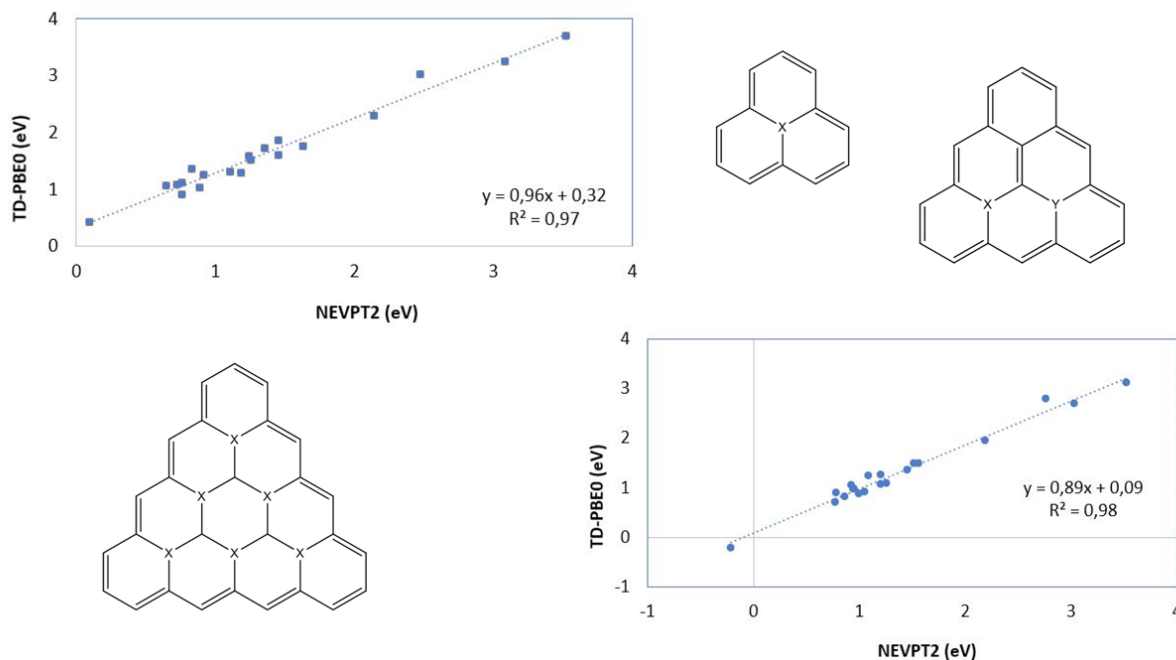 4
3
2
1
0
0
1
2
3
4
TD-PBE0 (eV)
NEVPT2 (eV)
y = 0,96x + 0,32
R² = 0,97
X
X
Y
X
X
X
X
X
X
4
3
2
1
0
-1
-1
0
1
2
3
4
TD-PBE0 (eV)
NEVPT2 (eV)
y = 0,89x + 0,09
R² = 0,98